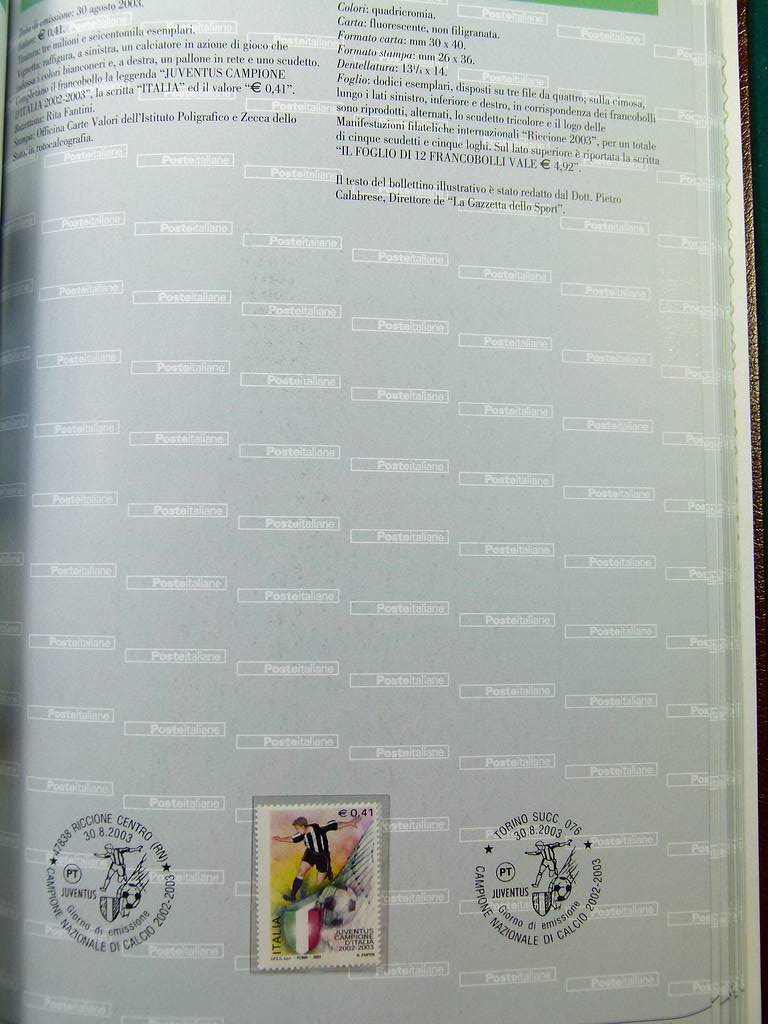 Data di emissione: 30 agosto 2003.
Valore: € 0,41.
Tiratura: tre milioni e seicentomila esemplari.
Vignetta: raffigura, a sinistra, un calciatore in azione di gioco che
indossa i colori bianconeri e, a destra, un pallone in rete e uno scudetto.
Completano il francobollo la leggenda "JUVENTUS CAMPIONE
D'ITALIA 2002-2003", la scritta "ITALIA" ed il valore "€ 0,41".
Bozzettista: Rita Fantini.
Stampa: Officina Carte Valori dell'Istituto Poligrafico e Zecca dello
Stato, in rotocalcografia.
Colori: quadricromia.
Carta: fluorescente, non filigranata.
Formato carta: mm 30 x 40.
Formato stampa: mm 26 x 36.
Dentellatura: 13¼ x 14.
Foglio: dodici esemplari, disposti su tre file da quattro; sulla cimosa,
lungo i lati sinistro, inferiore e destro, in corrispondenza dei francobolli
sono riprodotti, alternati, lo scudetto tricolore e il logo delle
Manifestazioni filateliche internazionali "Riccione 2003", per un totale
di cinque scudetti e cinque loghi. Sul lato superiore è riportata la scritta
"IL FOGLIO DI 12 FRANCOBOLLI VALE € 4,92".
Il testo del bollettino illustrativo è stato redatto dal Dott. Pietro
Calabrese, Direttore de "La Gazzetta dello Sport".
Posteitaliane
47838 RICCIONE CENTRO (RN)
30.8.2003
PT
JUVENTUS
Giorno di emissione
CAMPIONE NAZIONALE DI CALCIO 2002-2003
€ 0,41
ITALIA
JUVENTUS
CAMPIONE
D'ITALIA
2002-2003
I.P.Z.S. S.p.A. - ROMA - 2003
R. FANTINI
TORINO SUCC. 076
30.8.2003
PT
JUVENTUS
Giorno di emissione
CAMPIONE NAZIONALE DI CALCIO 2002-2003